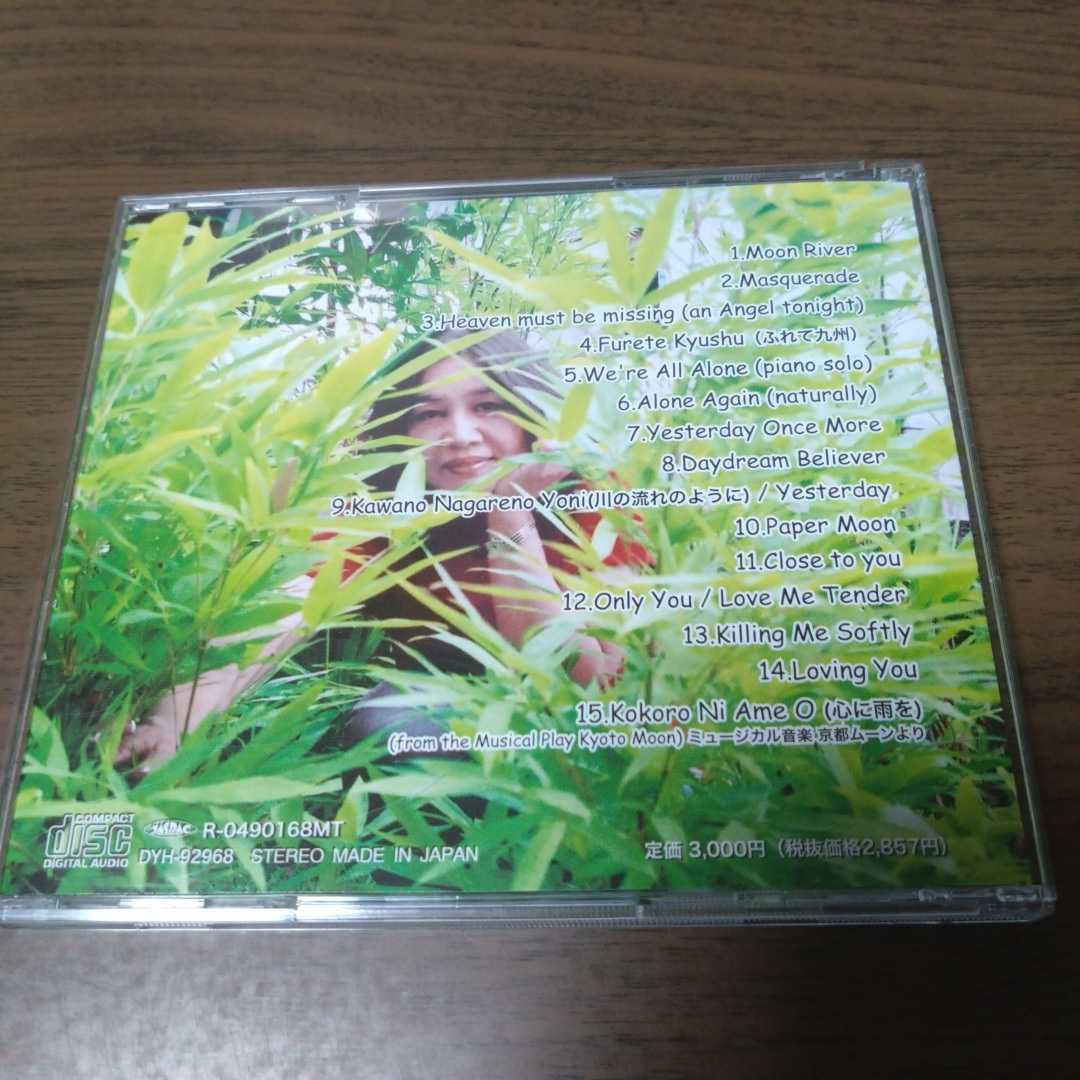 1.Moon River
2.Masquerade
3.Heaven must be missing (an Angel tonight)
4.Furete Kyushu (ふれて九州)
5.We're All Alone (piano solo)
6.Alone Again (naturally)
7.Yesterday Once More
8.Daydream Believer
9.Kawano Nagareno Yoni(川の流れのように) / Yesterday
10.Paper Moon
11.Close to you
12.Only You / Love Me Tender
13.Killing Me Softly
14.Loving You
15.Kokoro Ni Ame O (心に雨を)
(from the Musical Play Kyoto Moon) ミュージカル音楽,京都ムーンより
COMPACT
disc
DIGITAL AUDIO
JASRAC R-0490168MT
DYH-92968 STEREO MADE IN JAPAN
定価 3,000円 (税抜価格2,857円)